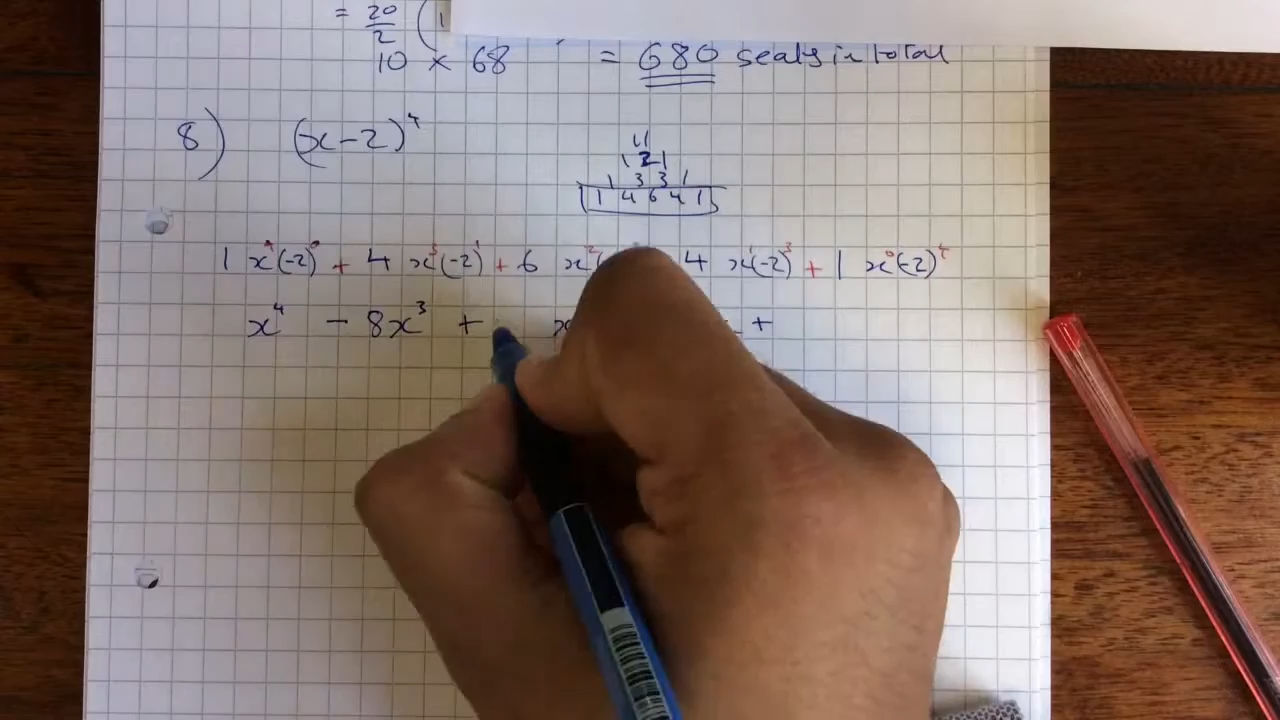 = 20/2 (1
10 × 68 = 680 seats in total
8) (x-2)⁴
1 1
1 2 1
1 3 3 1
1 4 6 4 1
1 x⁴(-2)⁰ + 4 x³(-2)¹ + 6 x² 4 x¹(-2)³ + 1 x⁰(-2)⁴
x⁴ - 8x³ + x +